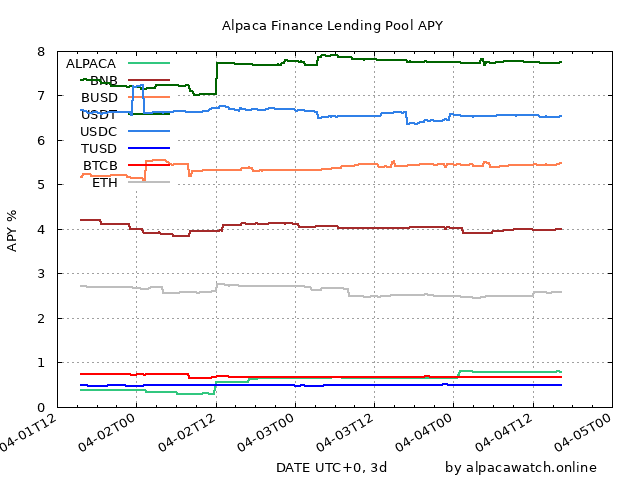 Alpaca Finance Lending Pool APY
8
7
6
5
4
3
2
1
0
APY %
ALPACA
BNB
BUSD
USDT
USDC
TUSD
BTCB
ETH
04-01T12
04-02T00
04-02T12
04-03T00
04-03T12
04-04T00
04-04T12
04-05T00
DATE UTC+0, 3d
by alpacawatch.online